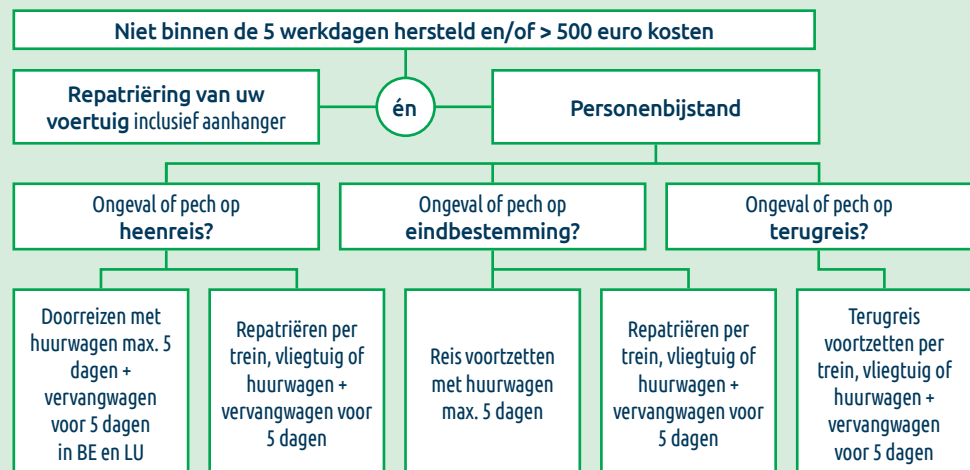 Niet binnen de 5 werkdagen hersteld en/of > 500 euro kosten
Repatriëring van uw
voertuig inclusief aanhanger
én
Personenbijstand
Ongeval of pech op
heenreis?
Ongeval of pech op
eindbestemming?
Ongeval of pech op
terugreis?
Doorreizen met
huurwagen max. 5
dagen +
vervangwagen
voor 5 dagen
in BE en LU
Repatriëren per
trein, vliegtuig of
huurwagen +
vervangwagen voor
5 dagen
Reis voortzetten
met huurwagen
max. 5 dagen
Repatriëren per
trein, vliegtuig of
huurwagen +
vervangwagen voor
5 dagen
Terugreis
voortzetten per
trein, vliegtuig of
huurwagen +
vervangwagen
voor 5 dagen